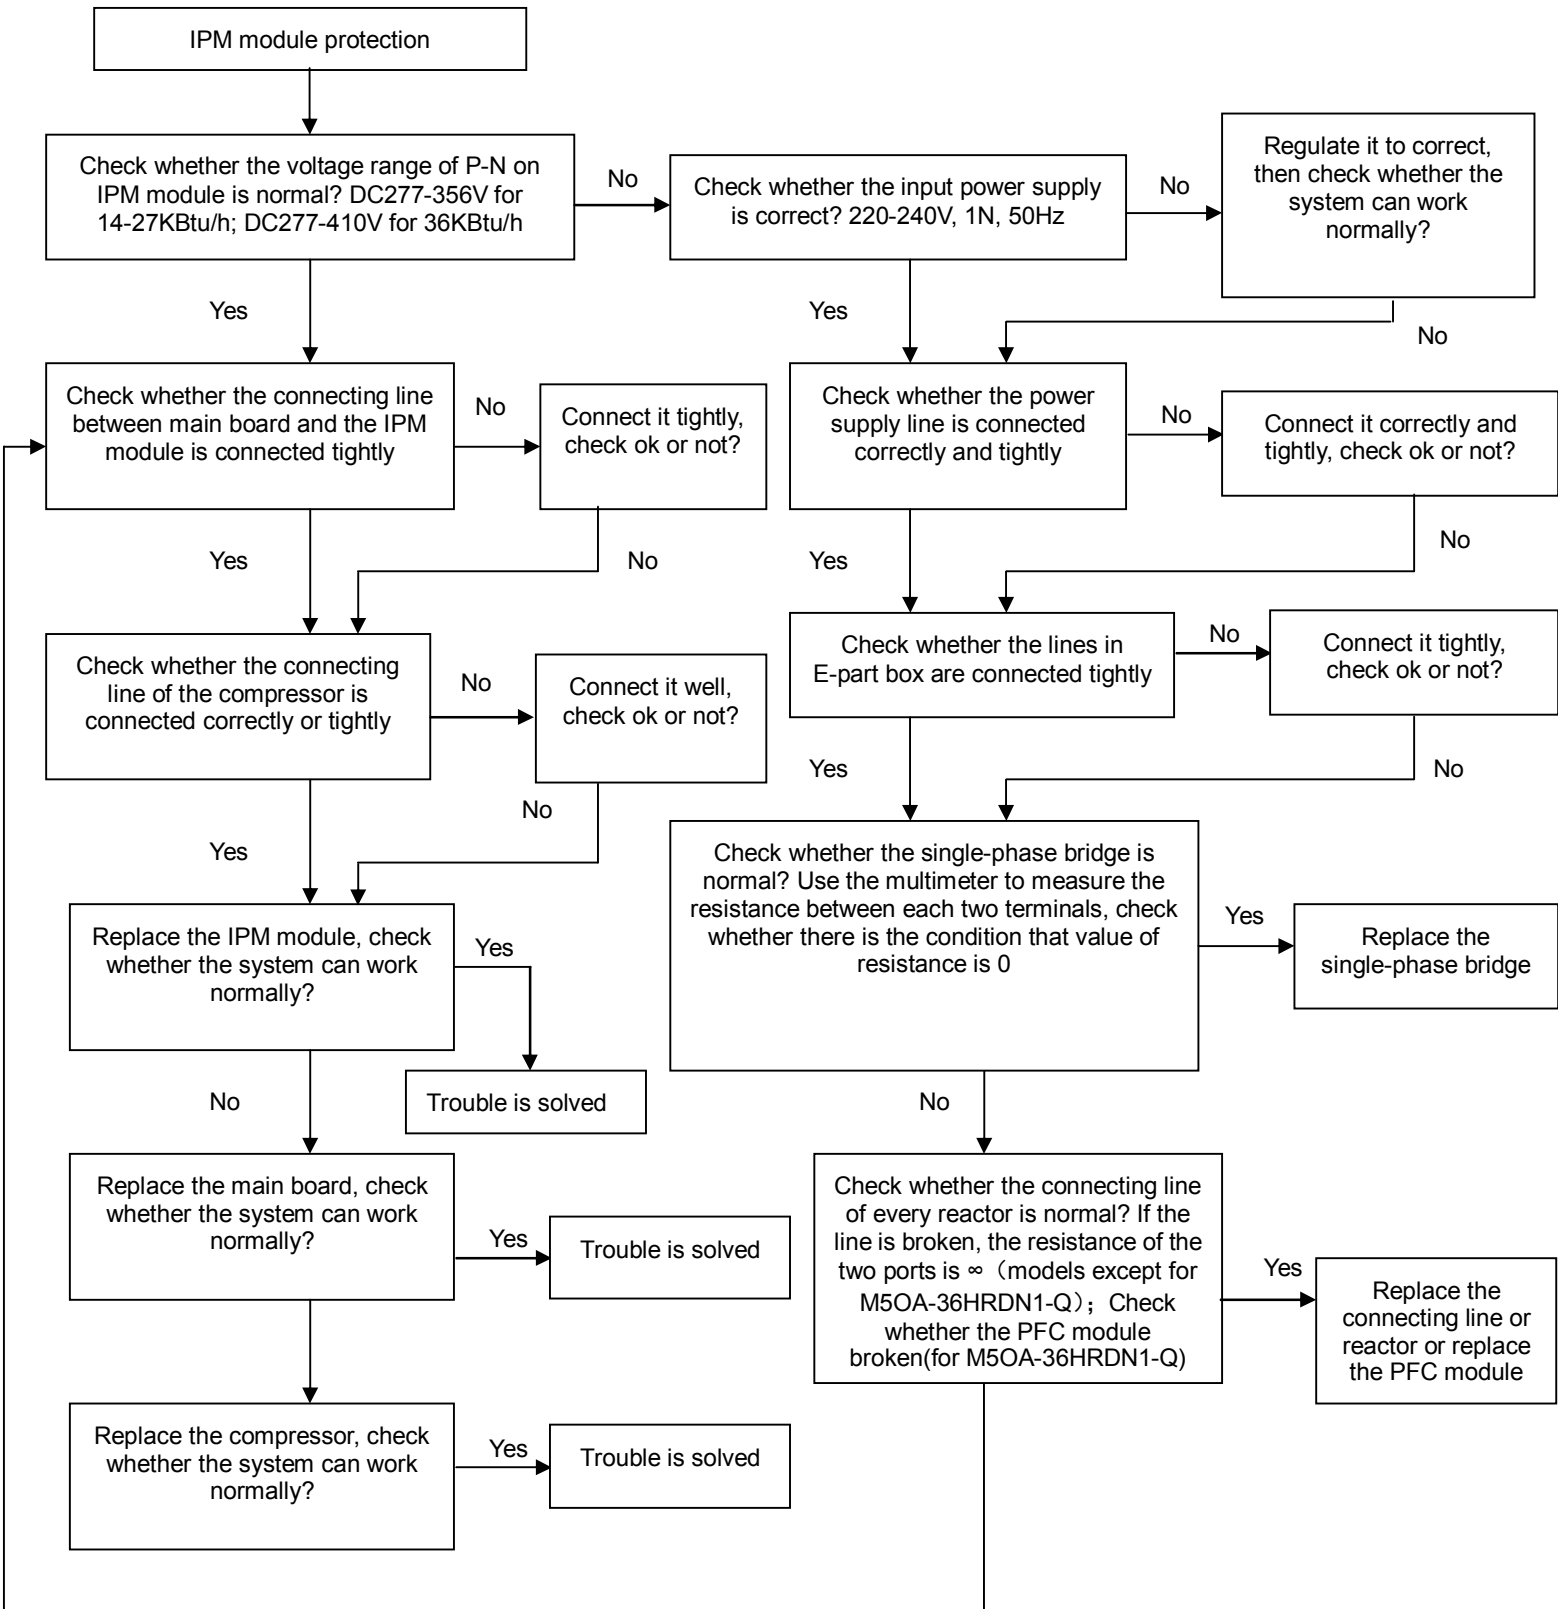 IPM module protection
Check whether the voltage range of P-N on
IPM module is normal? DC277-356V for
14-27KBtu/h; DC277-410V for 36KBtu/h
No
Check whether the input power supply
is correct? 220-240V, 1N, 50Hz
No
Regulate it to correct,
then check whether the
system can work
normally?
Yes
Yes
No
Check whether the connecting line
between main board and the IPM
module is connected tightly
No
Connect it tightly,
check ok or not?
Check whether the power
supply line is connected
correctly and tightly
No
Connect it correctly and
tightly, check ok or not?
Yes
No
Yes
No
Check whether the connecting
line of the compressor is
connected correctly or tightly
No
Connect it well,
check ok or not?
Check whether the lines in
E-part box are connected tightly
No
Connect it tightly,
check ok or not?
Yes
No
Yes
No
Replace the IPM module, check
whether the system can work
normally?
Yes
Check whether the single-phase bridge is
normal? Use the multimeter to measure the
resistance between each two terminals, check
whether there is the condition that value of
resistance is 0
Yes
Replace the
single-phase bridge
No
Trouble is solved
No
Replace the main board, check
whether the system can work
normally?
Yes
Trouble is solved
Check whether the connecting line
of every reactor is normal? If the
line is broken, the resistance of the
two ports is ∞（models except for
M5OA-36HRDN1-Q）；Check
whether the PFC module
broken(for M5OA-36HRDN1-Q)
Yes
Replace the
connecting line or
reactor or replace
the PFC module
Replace the compressor, check
whether the system can work
normally?
Yes
Trouble is solved